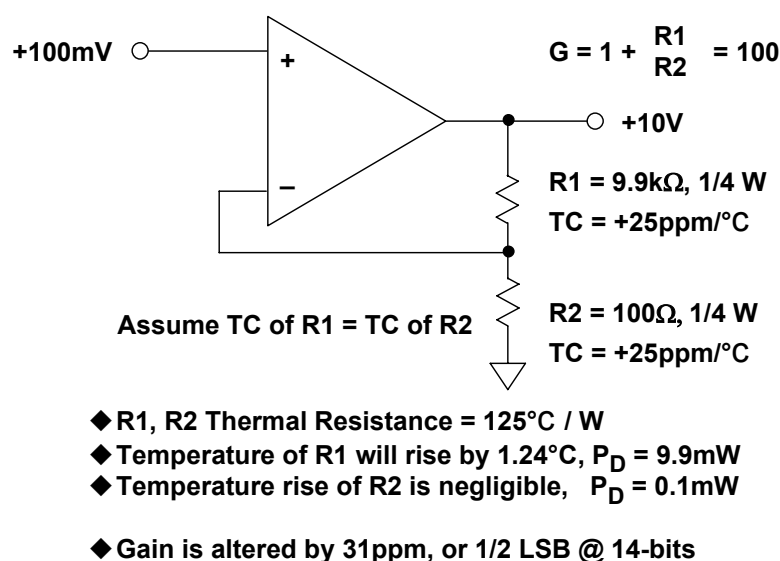 +100mV
+
−
G = 1 + R1/R2 = 100
+10V
R1 = 9.9kΩ, 1/4 W
TC = +25ppm/°C
Assume TC of R1 = TC of R2
R2 = 100Ω, 1/4 W
TC = +25ppm/°C
◆ R1, R2 Thermal Resistance = 125°C / W
◆ Temperature of R1 will rise by 1.24°C, PD = 9.9mW
◆ Temperature rise of R2 is negligible, PD = 0.1mW
◆ Gain is altered by 31ppm, or 1/2 LSB @ 14-bits